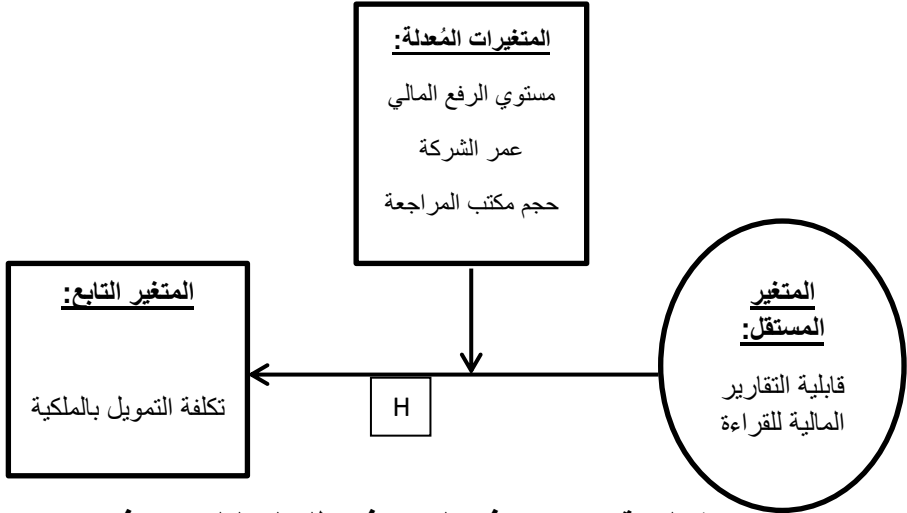 المتغيرات المُعدلة:
مستوي الرفع المالي
عمر الشركة
حجم مكتب المراجعة
المتغير
المستقل:
قابلية التقارير
المالية للقراءة
المتغير التابع:
تكلفة التمويل بالملكية
H